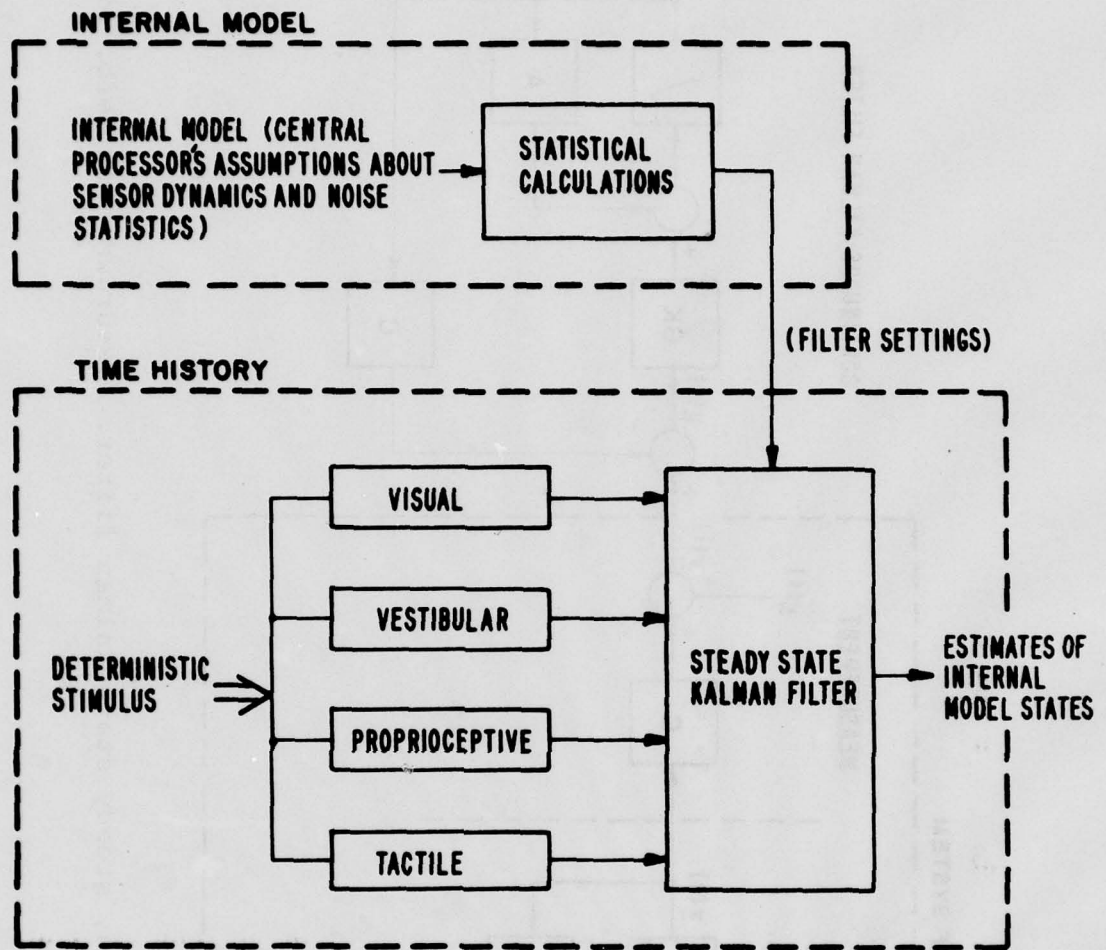 INTERNAL MODEL
INTERNAL MODEL (CENTRAL
PROCESSOR'S ASSUMPTIONS ABOUT
SENSOR DYNAMICS AND NOISE
STATISTICS)
STATISTICAL
CALCULATIONS
(FILTER SETTINGS)
TIME HISTORY
DETERMINISTIC
STIMULUS
VISUAL
VESTIBULAR
PROPRIOCEPTIVE
TACTILE
STEADY STATE
KALMAN FILTER
ESTIMATES OF
INTERNAL
MODEL STATES